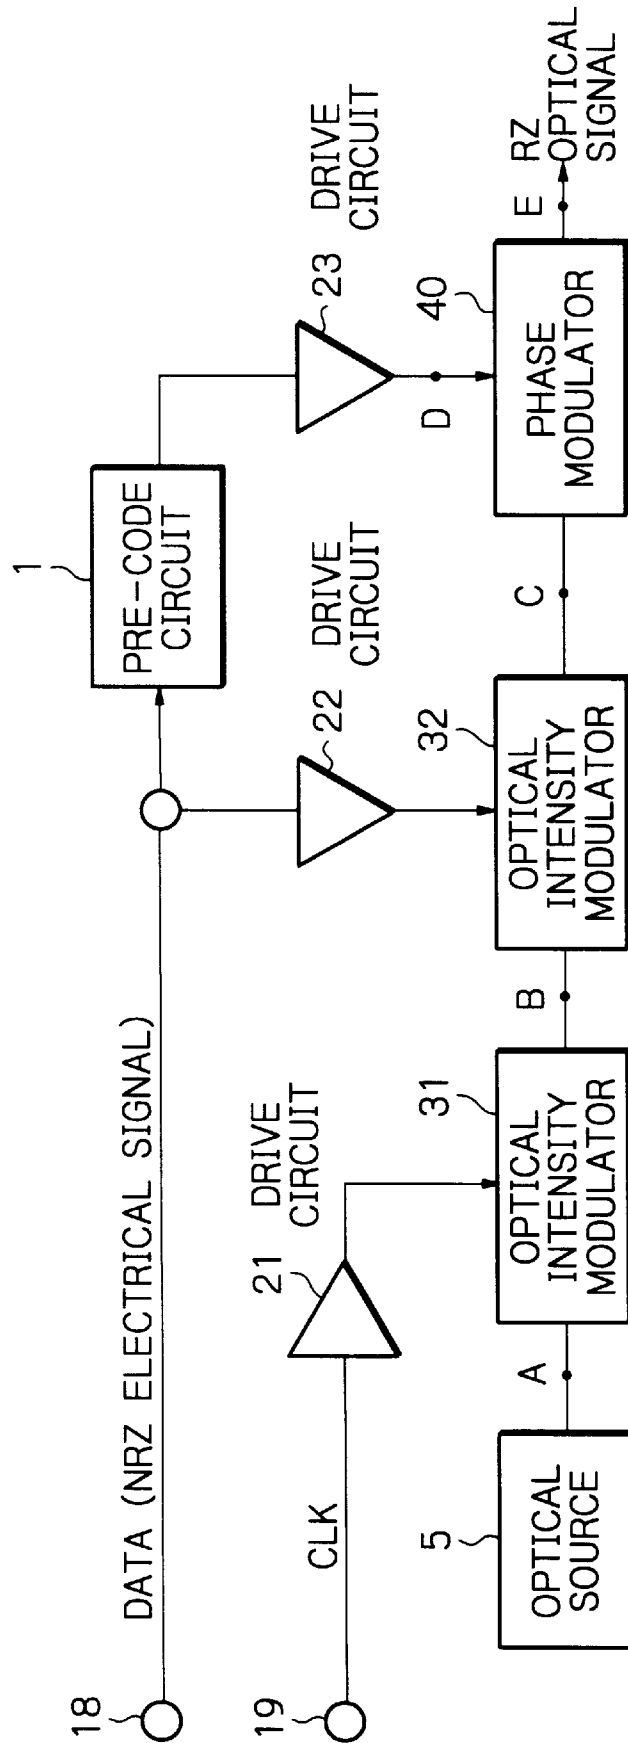 18
DATA (NRZ ELECTRICAL SIGNAL)
1
PRE-CODE
CIRCUIT
19
CLK
21
DRIVE
CIRCUIT
22
DRIVE
CIRCUIT
23
DRIVE
CIRCUIT
5
OPTICAL
SOURCE
A
31
OPTICAL
INTENSITY
MODULATOR
B
32
OPTICAL
INTENSITY
MODULATOR
C
D
40
PHASE
MODULATOR
E
RZ
OPTICAL
SIGNAL